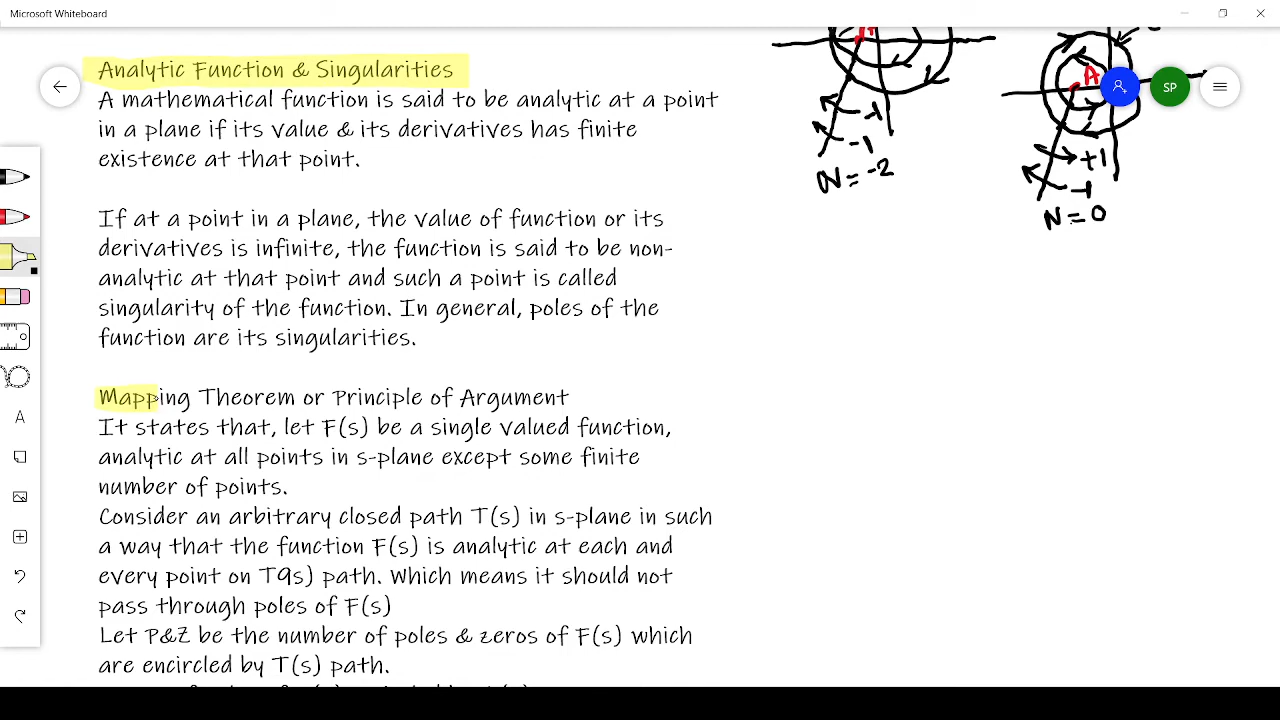 Microsoft Whiteboard
Analytic Function & Singularities
A mathematical function is said to be analytic at a point
in a plane if its value & its derivatives has finite
existence at that point.
If at a point in a plane, the value of function or its
derivatives is infinite, the function is said to be non-
analytic at that point and such a point is called
singularity of the function. In general, poles of the
function are its singularities.
Mapping Theorem or Principle of Argument
It states that, let F(s) be a single valued function,
analytic at all points in s-plane except some finite
number of points.
Consider an arbitrary closed path T(s) in s-plane in such
a way that the function F(s) is analytic at each and
every point on T9s) path. Which means it should not
pass through poles of F(s)
Let P&Z be the number of poles & zeros of F(s) which
are encircled by T(s) path.
-1
-1
N = -2
A
+1
-1
N = 0
SP
A